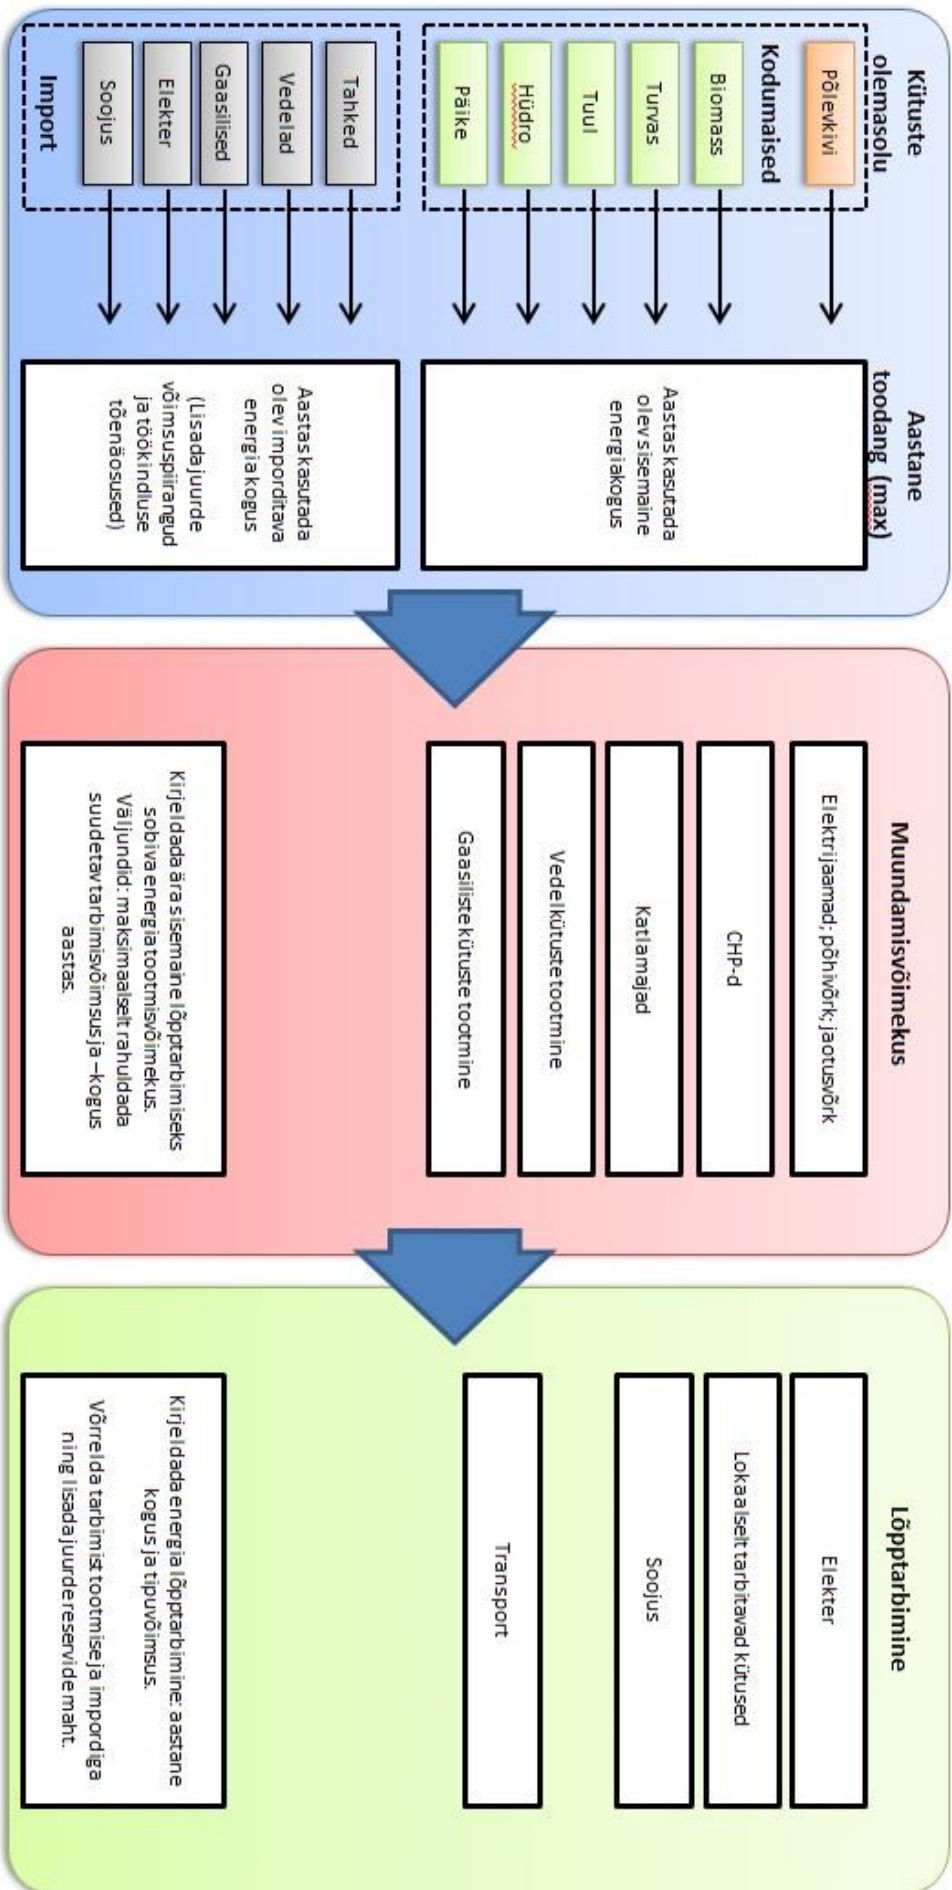 Kütuste
olemasolu
Aastane
toodang (max)
Põlevkivi
Kodumaised
Biomass
Turvas
Tuul
Hüdro
Päike
Aastas kasutada
olev sisemaine
energiakogus
Tahked
Vedelad
Gaasilised
Elekter
Soojus
Import
Aastas kasutada
olev imporditava
energia kogus
(Lisada juurde
võimsuspiirangud
ja töökindluse
tõenäosused)
Muundamisvõimekus
Elektrijaamad; põhivõrk; jaotusvõrk
CHP-d
Katlamajad
Vedelkütuste tootmine
Gaasiliste kütuste tootmine
Kirjeldada ära sisemaine lõpptarbimiseks
sobiva energia tootmisvõimekus.
Väljundid: maksimaalselt rahuldada
suudetav tarbimisvõimsus ja –kogus
aastas.
Lõpptarbimine
Elekter
Lokaalselt tarbitavad kütused
Soojus
Transport
Kirjeldada energia lõpptarbimine: aastane
kogus ja tipuvõimsus.
Võrrelda tarbimist tootmise ja impordiga
ning lisada juurde reservide maht.